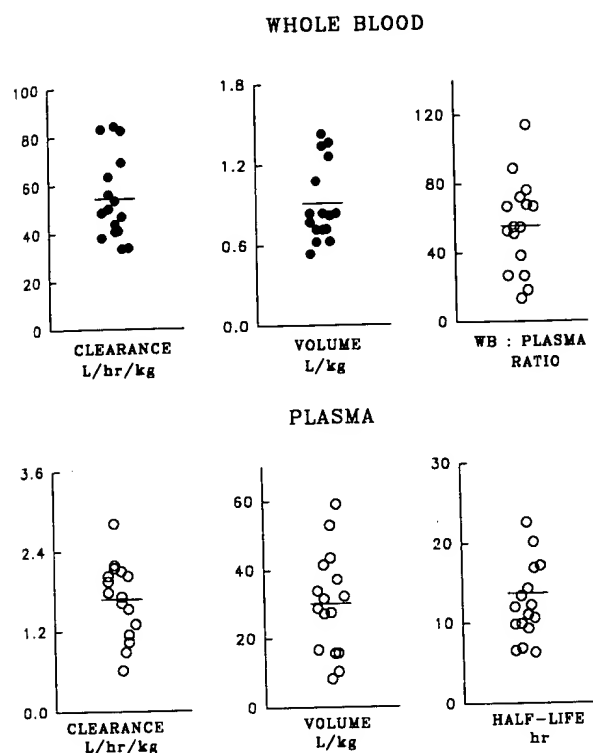 WHOLE BLOOD
100
80
60
40
20
0
CLEARANCE
L/hr/kg
1.8
1.2
0.6
0.0
VOLUME
L/kg
120
80
40
0
WB : PLASMA
RATIO
PLASMA
3.6
2.4
1.2
0.0
CLEARANCE
L/hr/kg
60
40
20
0
VOLUME
L/kg
30
20
10
0
HALF-LIFE
hr